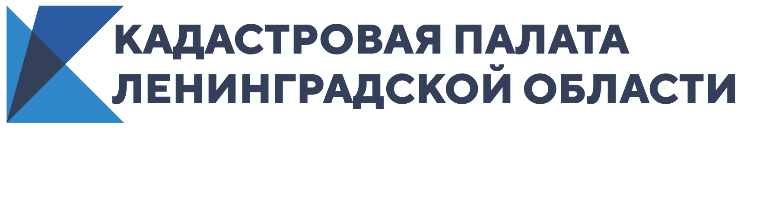 КАДАСТРОВАЯ ПАЛАТА
ЛЕНИНГРАДСКОЙ ОБЛАСТИ